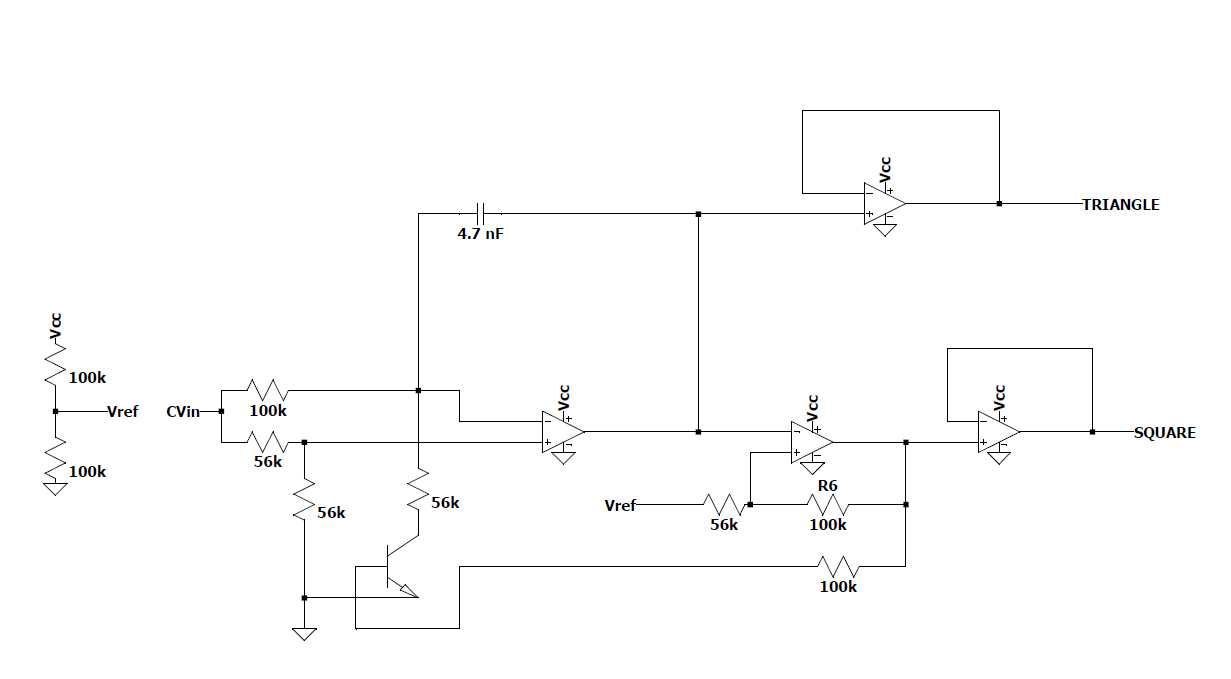 Vcc
TRIANGLE
4.7 nF
Vcc
100k
Vref
CVin
100k
Vcc
Vcc
Vcc
SQUARE
56k
100k
56k
56k
R6
Vref
56k
100k
100k